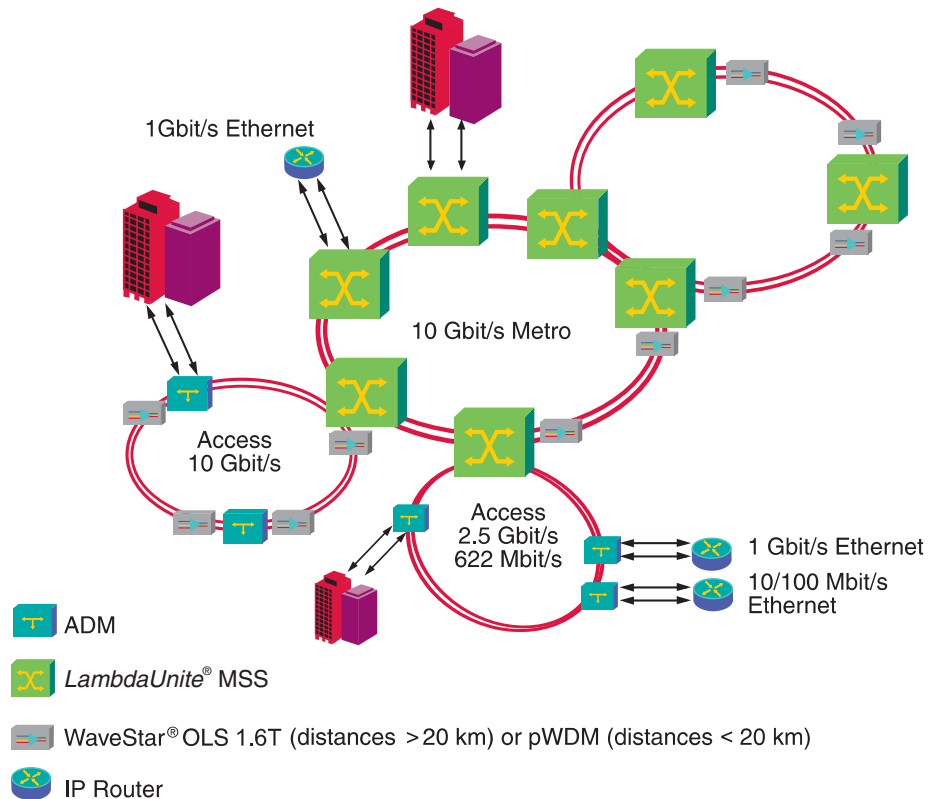 1Gbit/s Ethernet
10 Gbit/s Metro
Access
10 Gbit/s
Access
2.5 Gbit/s
622 Mbit/s
1 Gbit/s Ethernet
10/100 Mbit/s
Ethernet
ADM
LambdaUnite® MSS
WaveStar® OLS 1.6T (distances >20 km) or pWDM (distances < 20 km)
IP Router